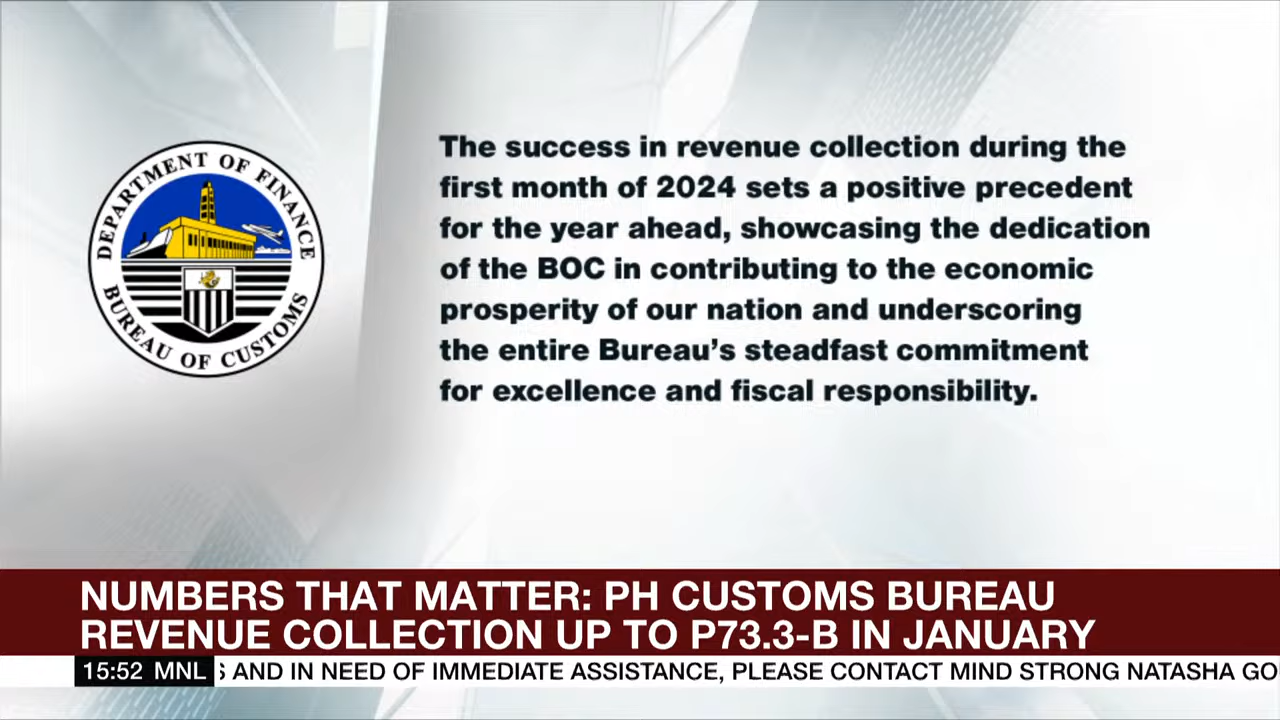 DEPARTMENT OF FINANCE
BUREAU OF CUSTOMS
The success in revenue collection during the
first month of 2024 sets a positive precedent
for the year ahead, showcasing the dedication
of the BOC in contributing to the economic
prosperity of our nation and underscoring
the entire Bureau's steadfast commitment
for excellence and fiscal responsibility.
NUMBERS THAT MATTER: PH CUSTOMS BUREAU
REVENUE COLLECTION UP TO P73.3-B IN JANUARY
15:52 MNL AND IN NEED OF IMMEDIATE ASSISTANCE, PLEASE CONTACT MIND STRONG NATASHA GO